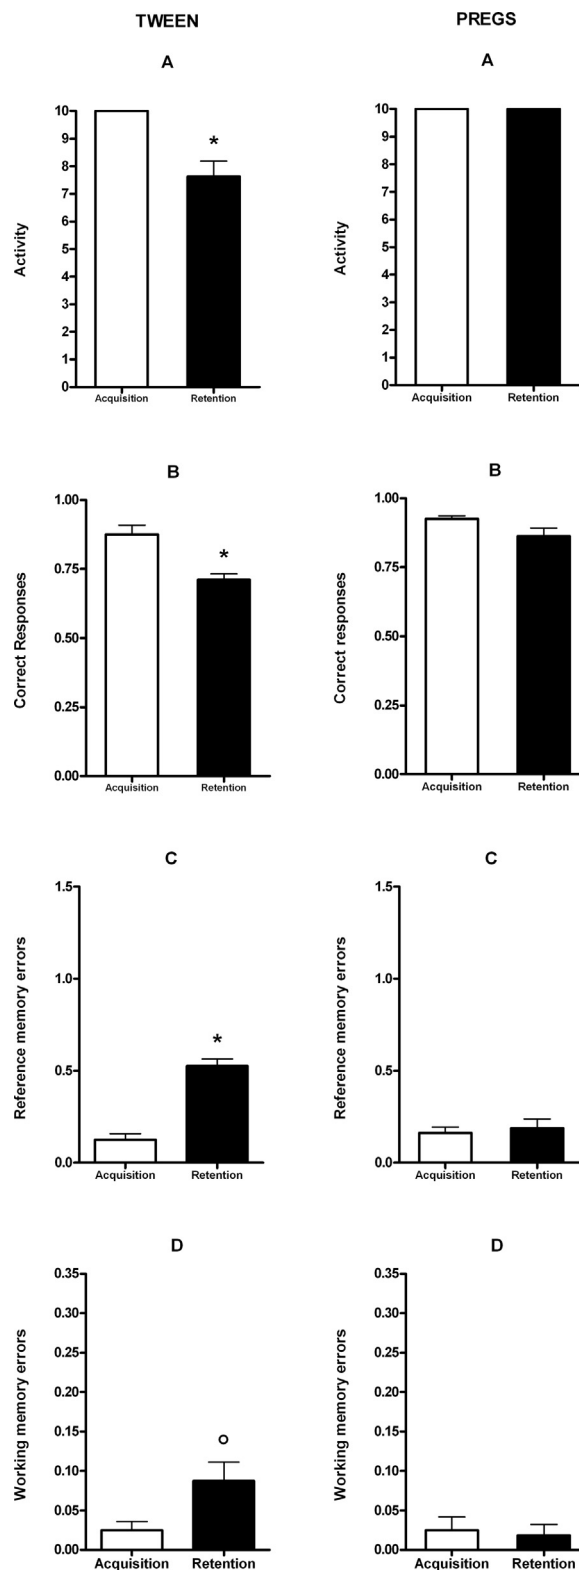 TWEEN
PREGS
A
A
Activity
10
9
8
7
6
5
4
3
2
1
0
*
Acquisition
Retention
Activity
10
9
8
7
6
5
4
3
2
1
0
Acquisition
Retention
B
B
Correct Responses
1.00
0.75
0.50
0.25
0.00
*
Acquisition
Retention
Correct responses
1.00
0.75
0.50
0.25
0.00
Acquisition
Retention
C
C
Reference memory errors
1.5
1.0
0.5
0.0
*
Acquisition
Retention
Reference memory errors
1.5
1.0
0.5
0.0
Acquisition
Retention
D
D
Working memory errors
0.35
0.30
0.25
0.20
0.15
0.10
0.05
0.00
Acquisition
Retention
Working memory errors
0.35
0.30
0.25
0.20
0.15
0.10
0.05
0.00
Acquisition
Retention